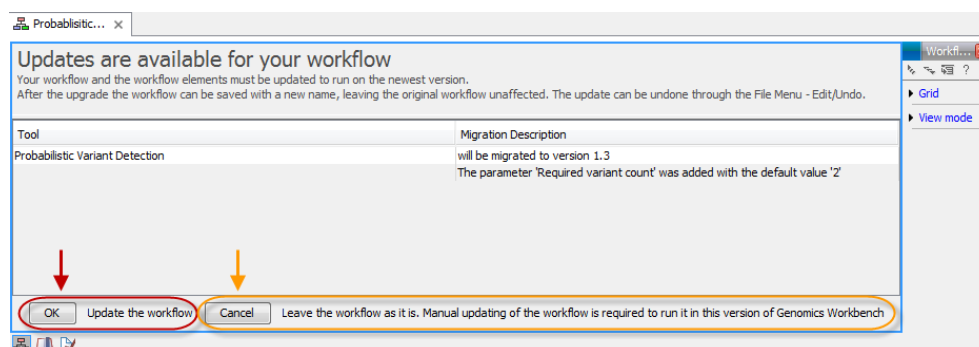 Probablisitic...
Updates are available for your workflow
Your workflow and the workflow elements must be updated to run on the newest version.
After the upgrade the workflow can be saved with a new name, leaving the original workflow unaffected. The update can be undone through the File Menu - Edit/Undo.
Tool Migration Description
Probabilistic Variant Detection will be migrated to version 1.3
The parameter 'Required variant count' was added with the default value '2'
OK Update the workflow Cancel Leave the workflow as it is. Manual updating of the workflow is required to run it in this version of Genomics Workbench
Workfl...
?
Grid
View mode